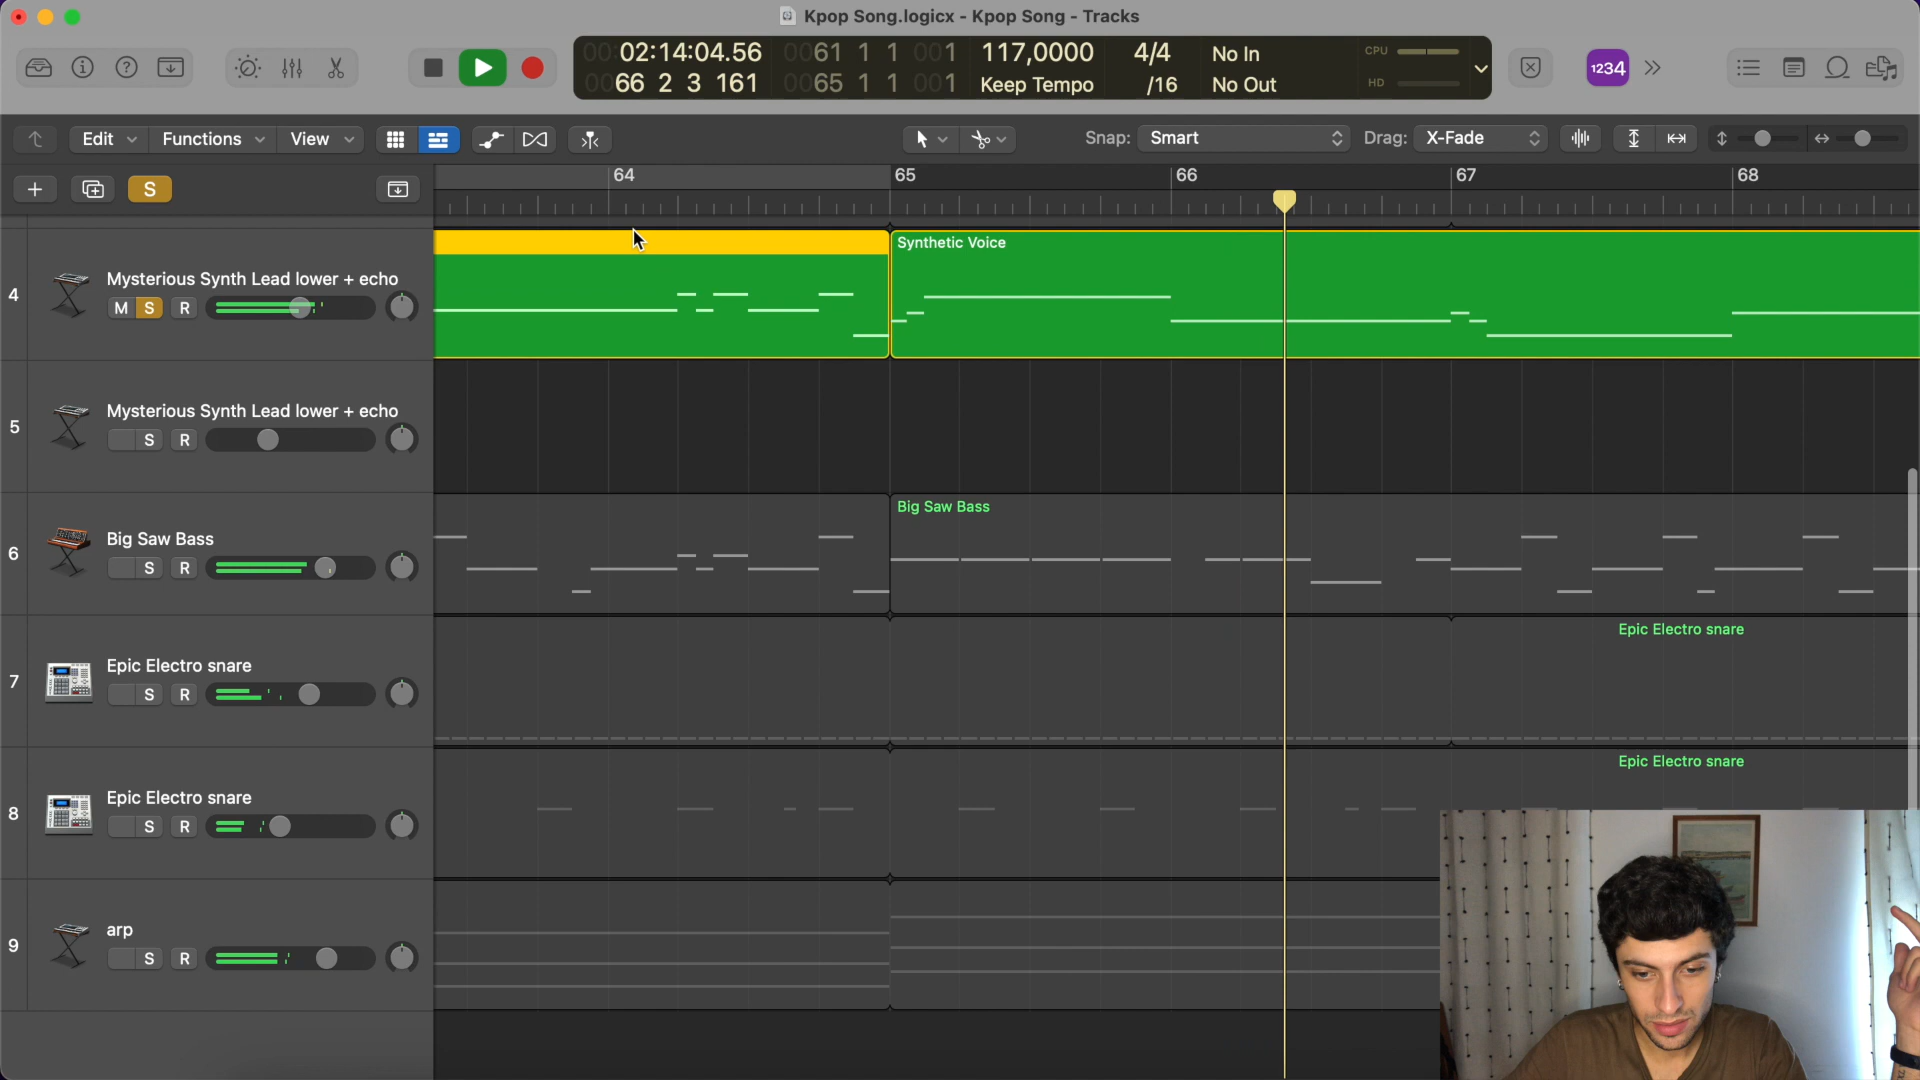 Kpop Song.logicx - Kpop Song - Tracks
00:02:14:04.56
0061 1 1 001
117,0000
4/4
No In
CPU
0066 2 3 161
0065 1 1 001
Keep Tempo
/16
No Out
HD
1234
Edit
Functions
View
Snap: Smart
Drag: X-Fade
S
64
65
66
67
68
4
Mysterious Synth Lead lower + echo
M S R
Synthetic Voice
5
Mysterious Synth Lead lower + echo
S R
6
Big Saw Bass
S R
Big Saw Bass
7
Epic Electro snare
S R
Epic Electro snare
8
Epic Electro snare
S R
Epic Electro snare
9
arp
S R